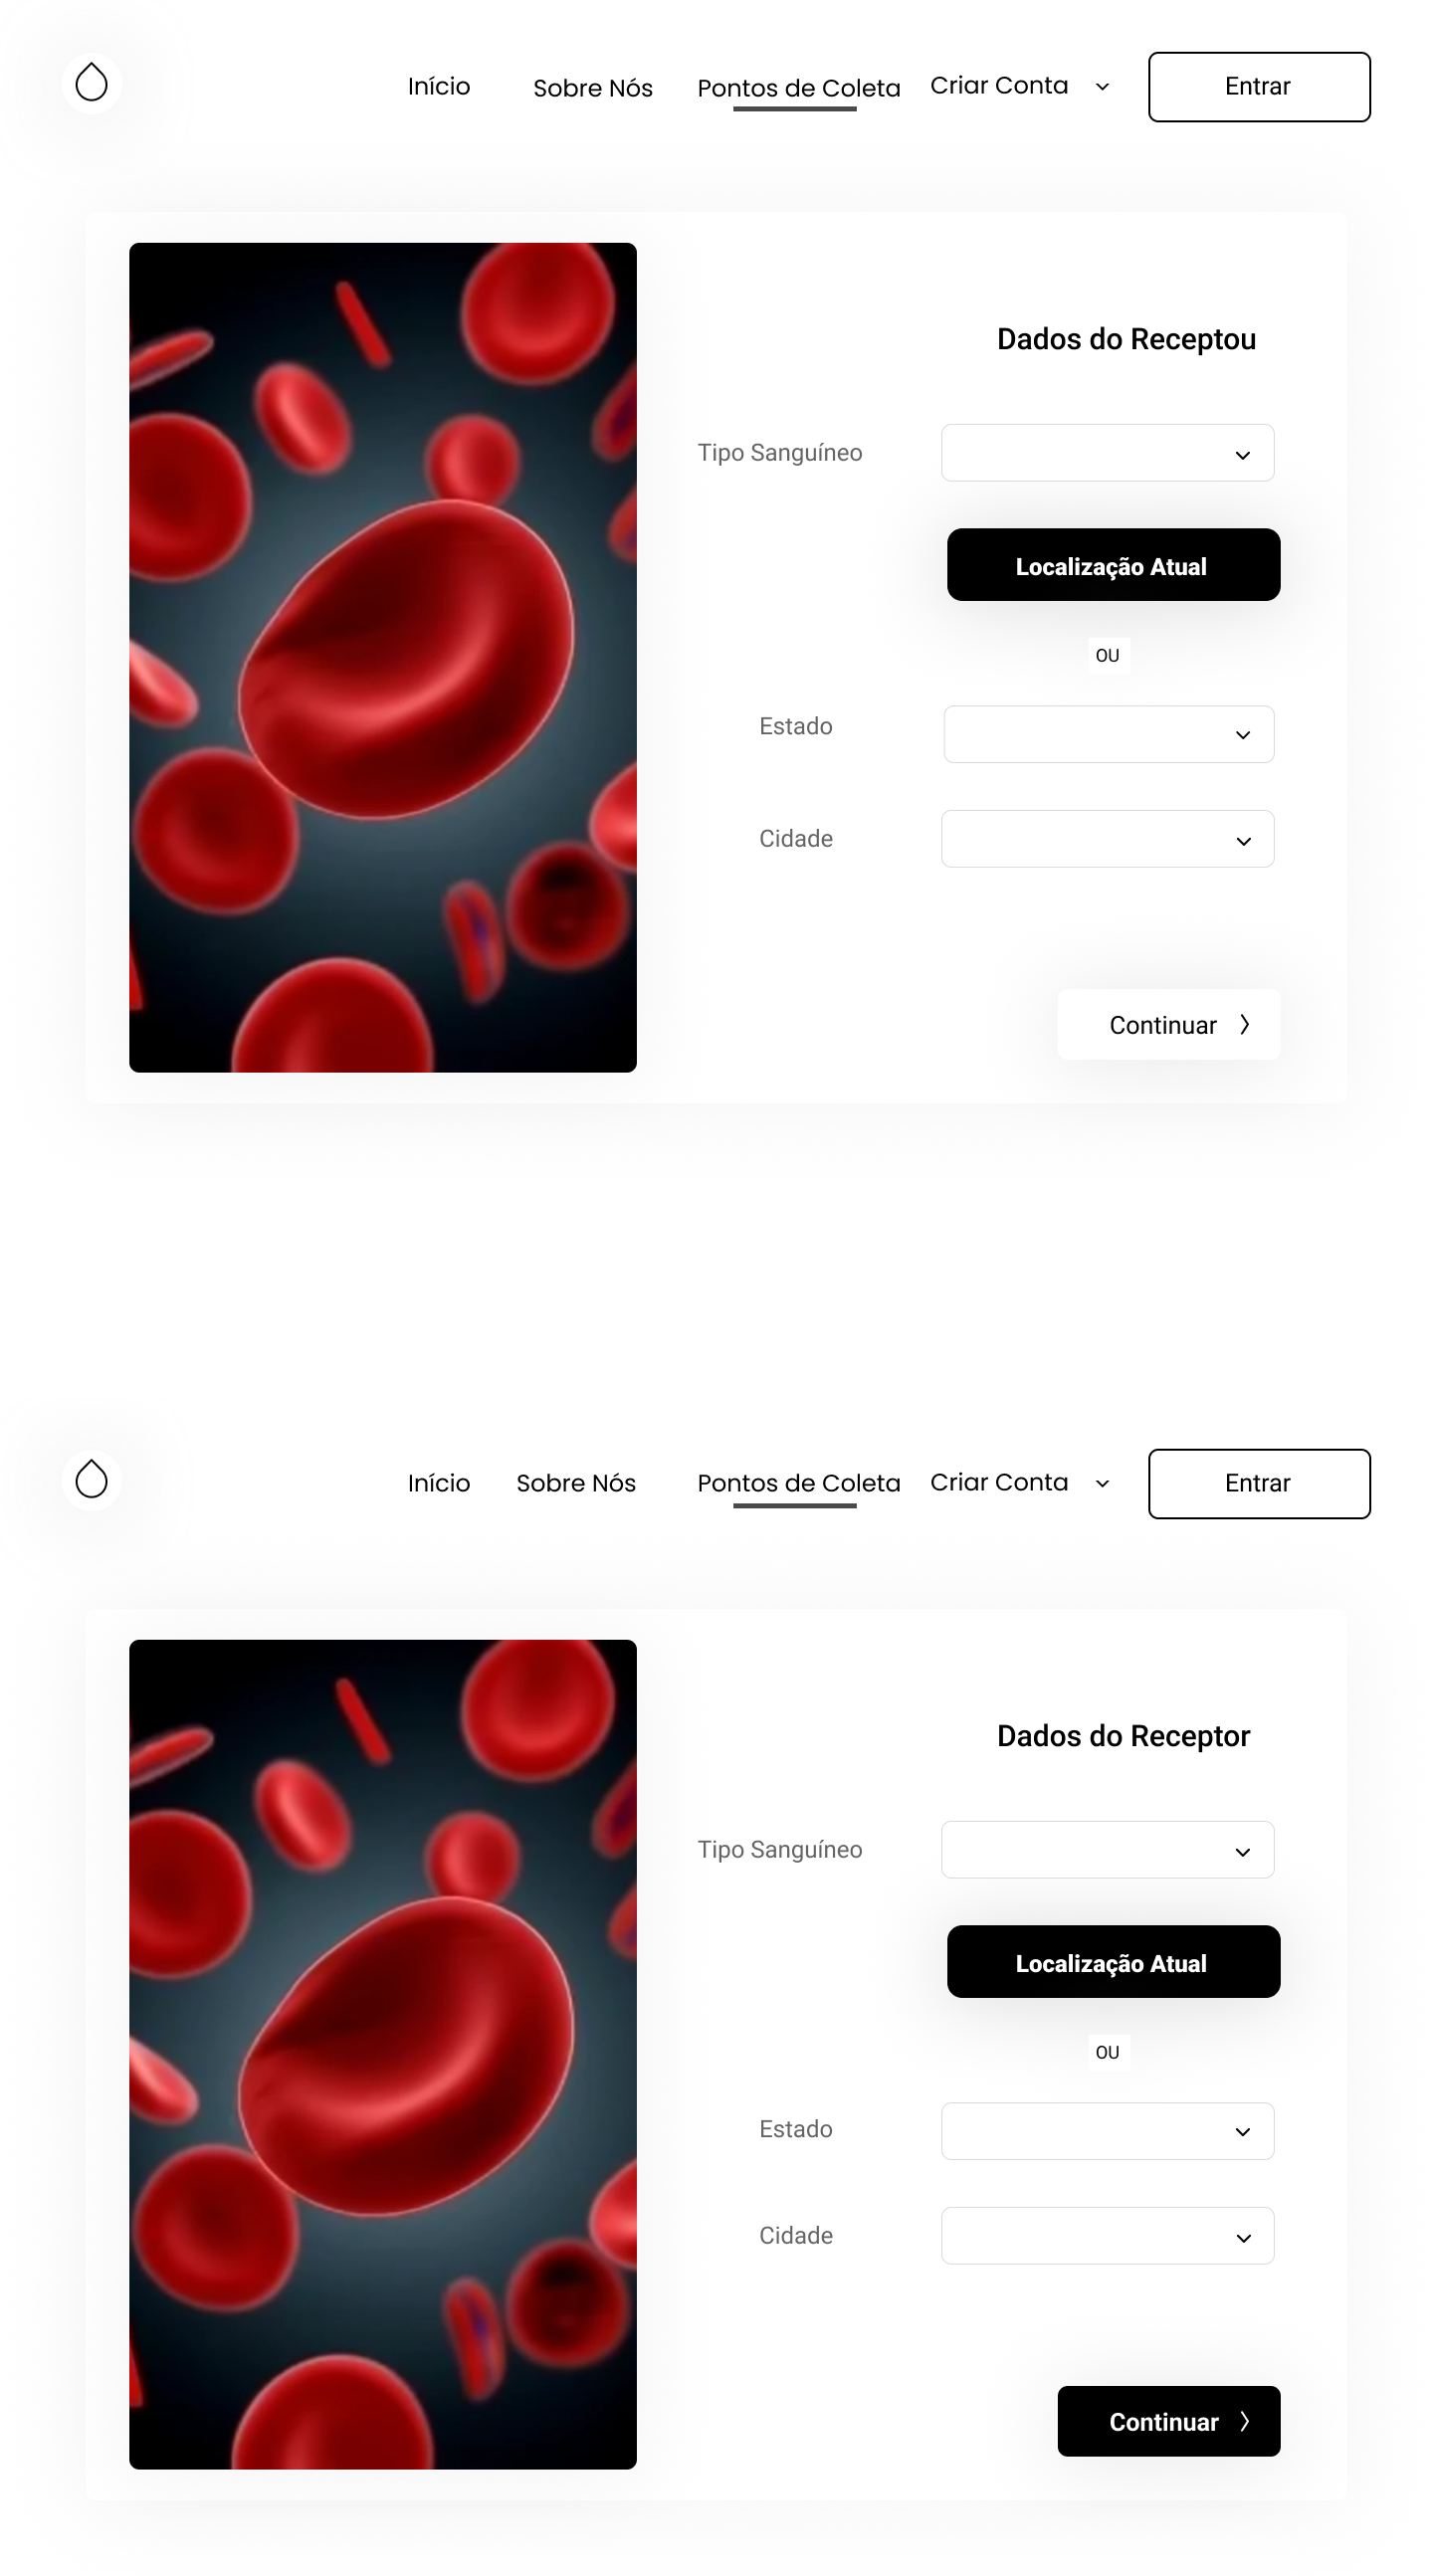 Início Sobre Nós Pontos de Coleta Criar Conta Entrar
Dados do Receptou
Tipo Sanguíneo
Localização Atual
OU
Estado
Cidade
Continuar
Início Sobre Nós Pontos de Coleta Criar Conta Entrar
Dados do Receptor
Tipo Sanguíneo
Localização Atual
OU
Estado
Cidade
Continuar